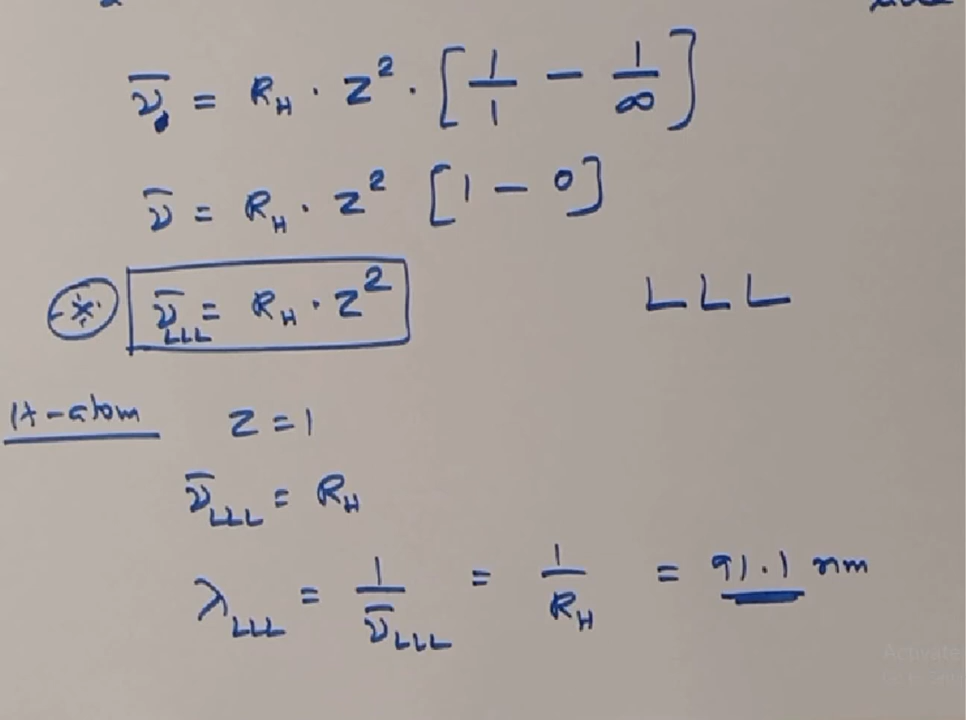 ν̄ = R_H · Z² · [1/1 − 1/∞]
ν̄ = R_H · Z² [1 − 0]
* ν̄_LLL = R_H · Z²
LLL
H-atom Z = 1
ν̄_LLL = R_H
λ_LLL = 1/ν̄_LLL = 1/R_H = 91.1 nm
Activate